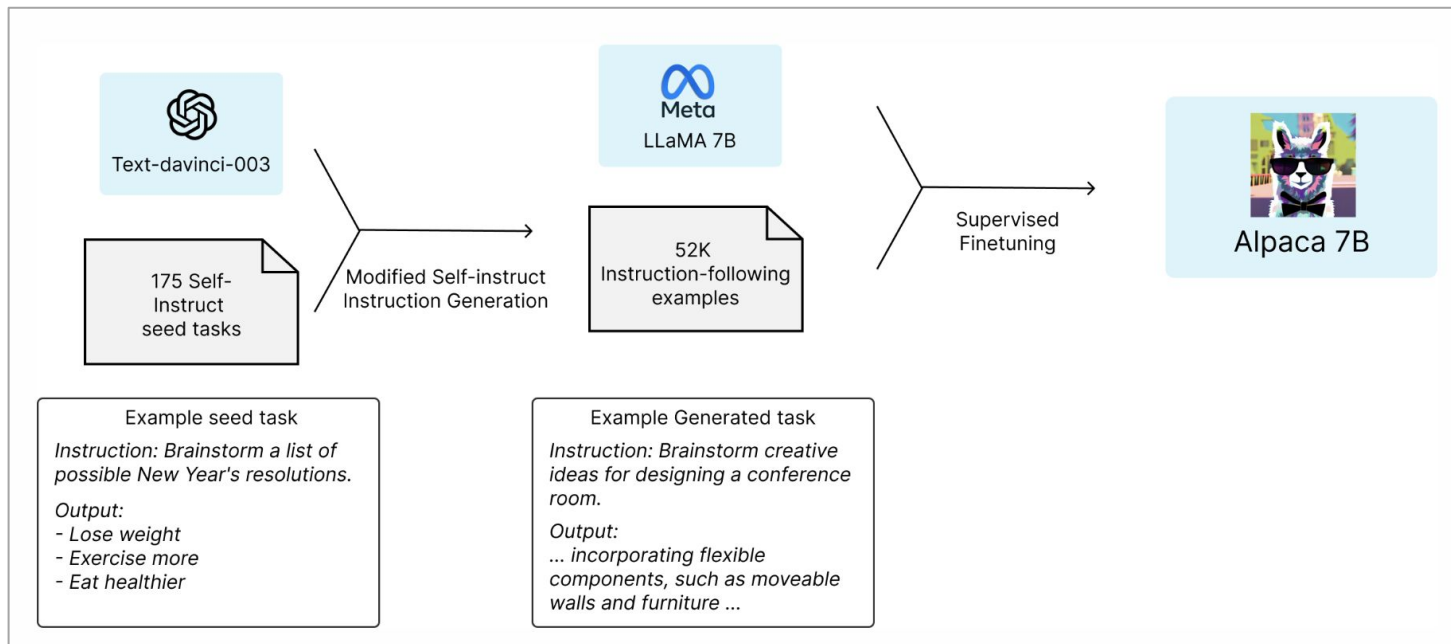 Text-davinci-003
175 Self-
Instruct
seed tasks
Modified Self-instruct
Instruction Generation
Meta
LLaMA 7B
52K
Instruction-following
examples
Supervised
Finetuning
Alpaca 7B
Example seed task
Instruction: Brainstorm a list of
possible New Year's resolutions.
Output:
- Lose weight
- Exercise more
- Eat healthier
Example Generated task
Instruction: Brainstorm creative
ideas for designing a conference
room.
Output:
... incorporating flexible
components, such as moveable
walls and furniture ...